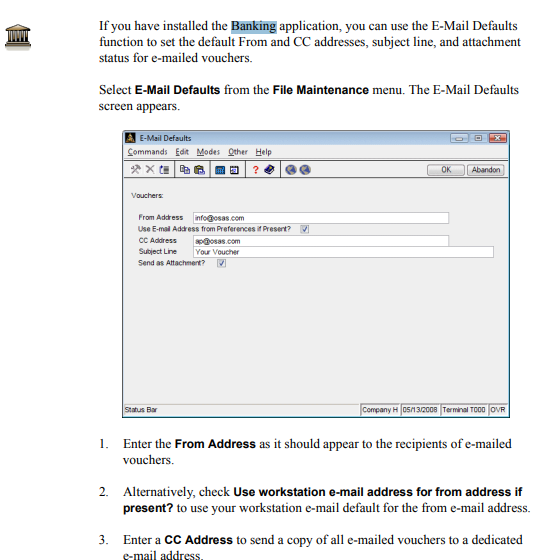 If you have installed the Banking application, you can use the E-Mail Defaults
function to set the default From and CC addresses, subject line, and attachment
status for e-mailed vouchers.
Select E-Mail Defaults from the File Maintenance menu. The E-Mail Defaults
screen appears.
E-Mail Defaults
Commands Edit Modes Other Help
OK Abandon
Vouchers:
From Address info@osas.com
Use E-mail Address from Preferences if Present?
CC Address ap@osas.com
Subject Line Your Voucher
Send as Attachment?
Status Bar Company H 05/13/2008 Terminal T000 OVR
1. Enter the From Address as it should appear to the recipients of e-mailed
vouchers.
2. Alternatively, check Use workstation e-mail address for from address if
present? to use your workstation e-mail default for the from e-mail address.
3. Enter a CC Address to send a copy of all e-mailed vouchers to a dedicated
e-mail address.